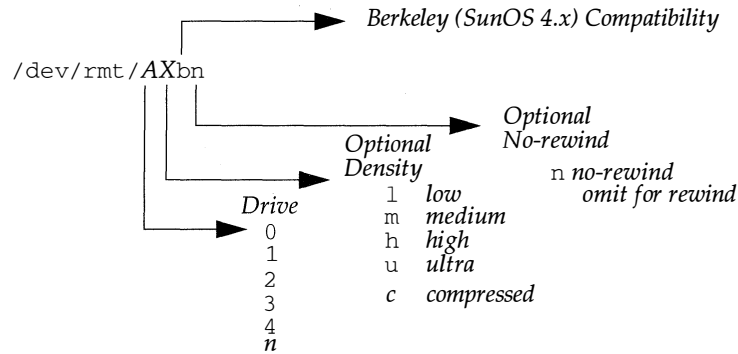 Berkeley (SunOS 4.x) Compatibility
/dev/rmt/AXbn
Optional
No-rewind
n no-rewind
omit for rewind
Optional
Density
l low
m medium
h high
u ultra
c compressed
Drive
0
1
2
3
4
n